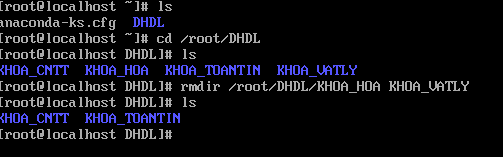 [root@localhost ~]# ls
anaconda-ks.cfg  DHDL
[root@localhost ~]# cd /root/DHDL
[root@localhost DHDL]# ls
KHOA_CNTT  KHOA_HOA  KHOA_TOANTIN  KHOA_VATLY
[root@localhost DHDL]# rmdir /root/DHDL/KHOA_HOA KHOA_VATLY
[root@localhost DHDL]# ls
KHOA_CNTT  KHOA_TOANTIN
[root@localhost DHDL]#